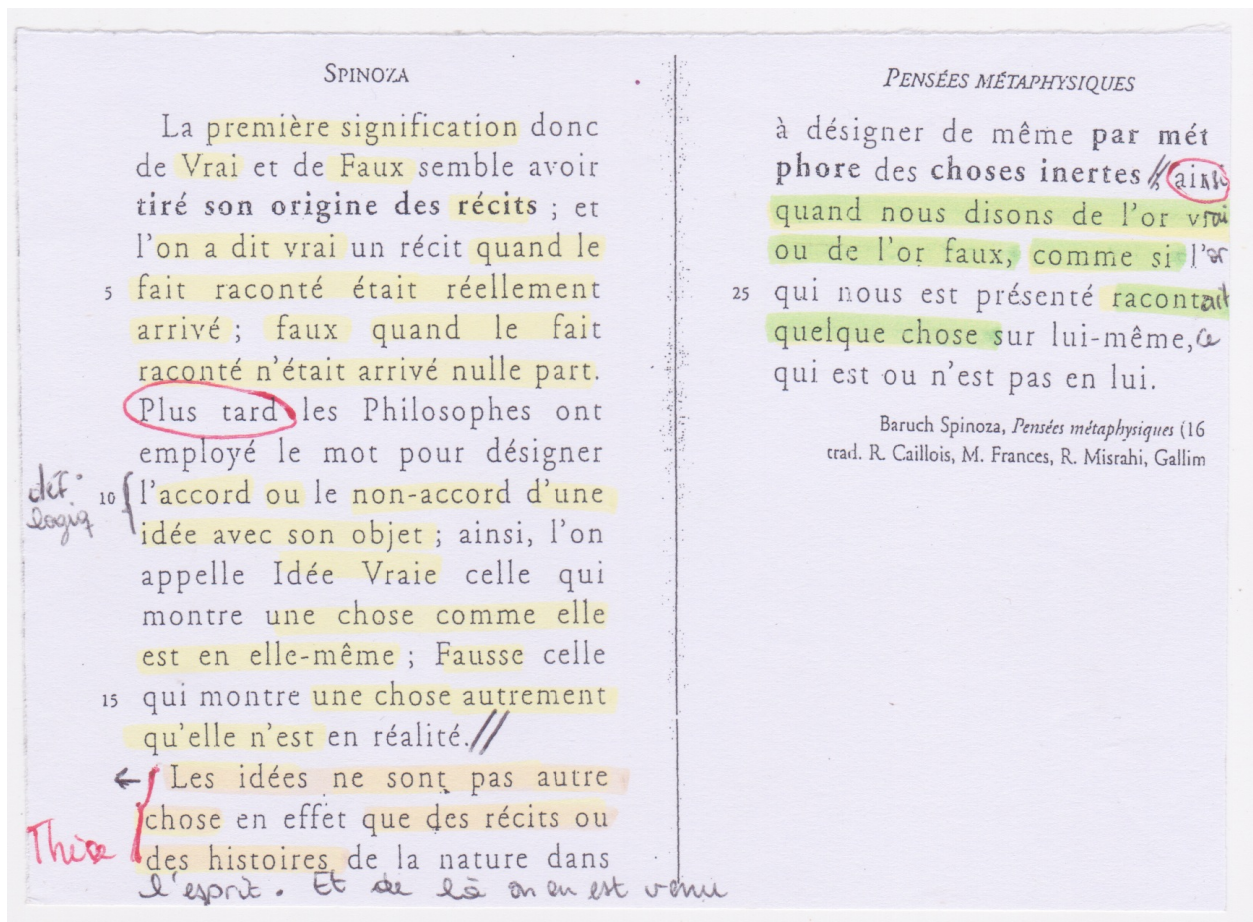 SPINOZA
La première signification donc
de Vrai et de Faux semble avoir
tiré son origine des récits ; et
l'on a dit vrai un récit quand le
5 fait raconté était réellement
arrivé ; faux quand le fait
raconté n'était arrivé nulle part.
Plus tard les Philosophes ont
employé le mot pour désigner
déf.
logiq
10 l'accord ou le non-accord d'une
idée avec son objet ; ainsi, l'on
appelle Idée Vraie celle qui
montre une chose comme elle
est en elle-même ; Fausse celle
15 qui montre une chose autrement
qu'elle n'est en réalité. //
← Les idées ne sont pas autre
chose en effet que des récits ou
Thèse
des histoires de la nature dans
l'esprit. Et de là on en est venu
PENSÉES MÉTAPHYSIQUES
à désigner de même par mét
phore des choses inertes ; // ainsi
quand nous disons de l'or vrai
ou de l'or faux, comme si l'or
25 qui nous est présenté racontait
quelque chose sur lui-même, ce
qui est ou n'est pas en lui.
Baruch Spinoza, Pensées métaphysiques (16
trad. R. Caillois, M. Frances, R. Misrahi, Gallim